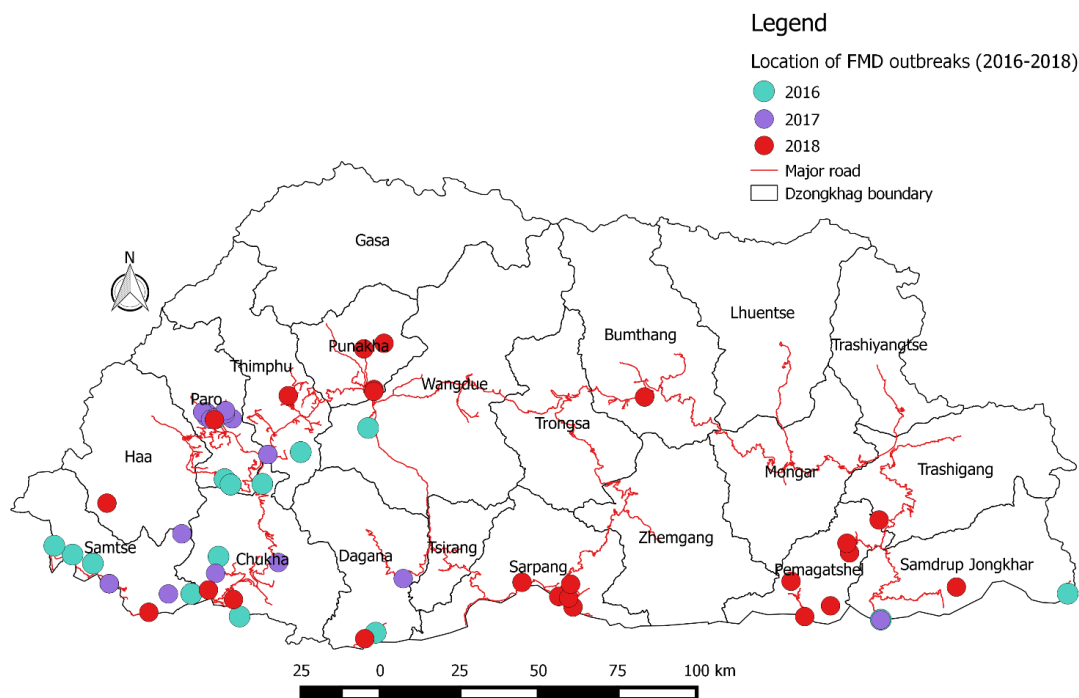 Legend
Location of FMD outbreaks (2016-2018)
2016
2017
2018
Major road
Dzongkhag boundary
N
Gasa
Punakha
Thimphu
Wangdue
Bumthang
Lhuentse
Trashiyangtse
Paro
Haa
Trongsa
Mongar
Trashigang
Samtse
Chukha
Dagana
Tsirang
Sarpang
Zhemgang
Pemagatshel
Samdrup Jongkhar
25 0 25 50 75 100 km